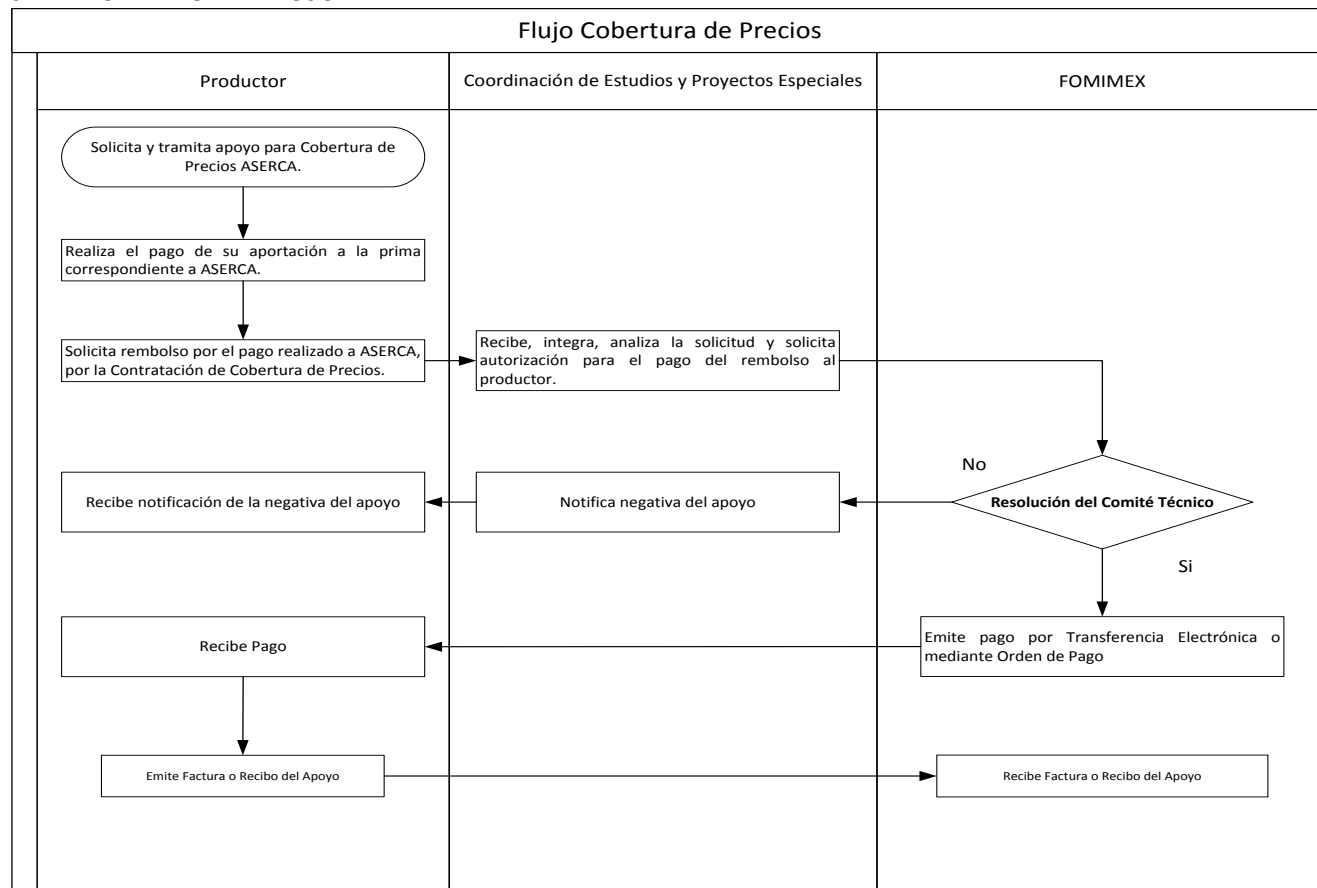 Flujo Cobertura de Precios
Productor
Coordinación de Estudios y Proyectos Especiales
FOMIMEX
Solicita y tramita apoyo para Cobertura de
Precios ASERCA.
Realiza el pago de su aportación a la prima
correspondiente a ASERCA.
Solicita rembolso por el pago realizado a ASERCA,
por la Contratación de Cobertura de Precios.
Recibe, integra, analiza la solicitud y solicita
autorización para el pago del rembolso al
productor.
No
Resolución del Comité Técnico
Notifica negativa del apoyo
Recibe notificación de la negativa del apoyo
Si
Emite pago por Transferencia Electrónica o
mediante Orden de Pago
Recibe Pago
Emite Factura o Recibo del Apoyo
Recibe Factura o Recibo del Apoyo